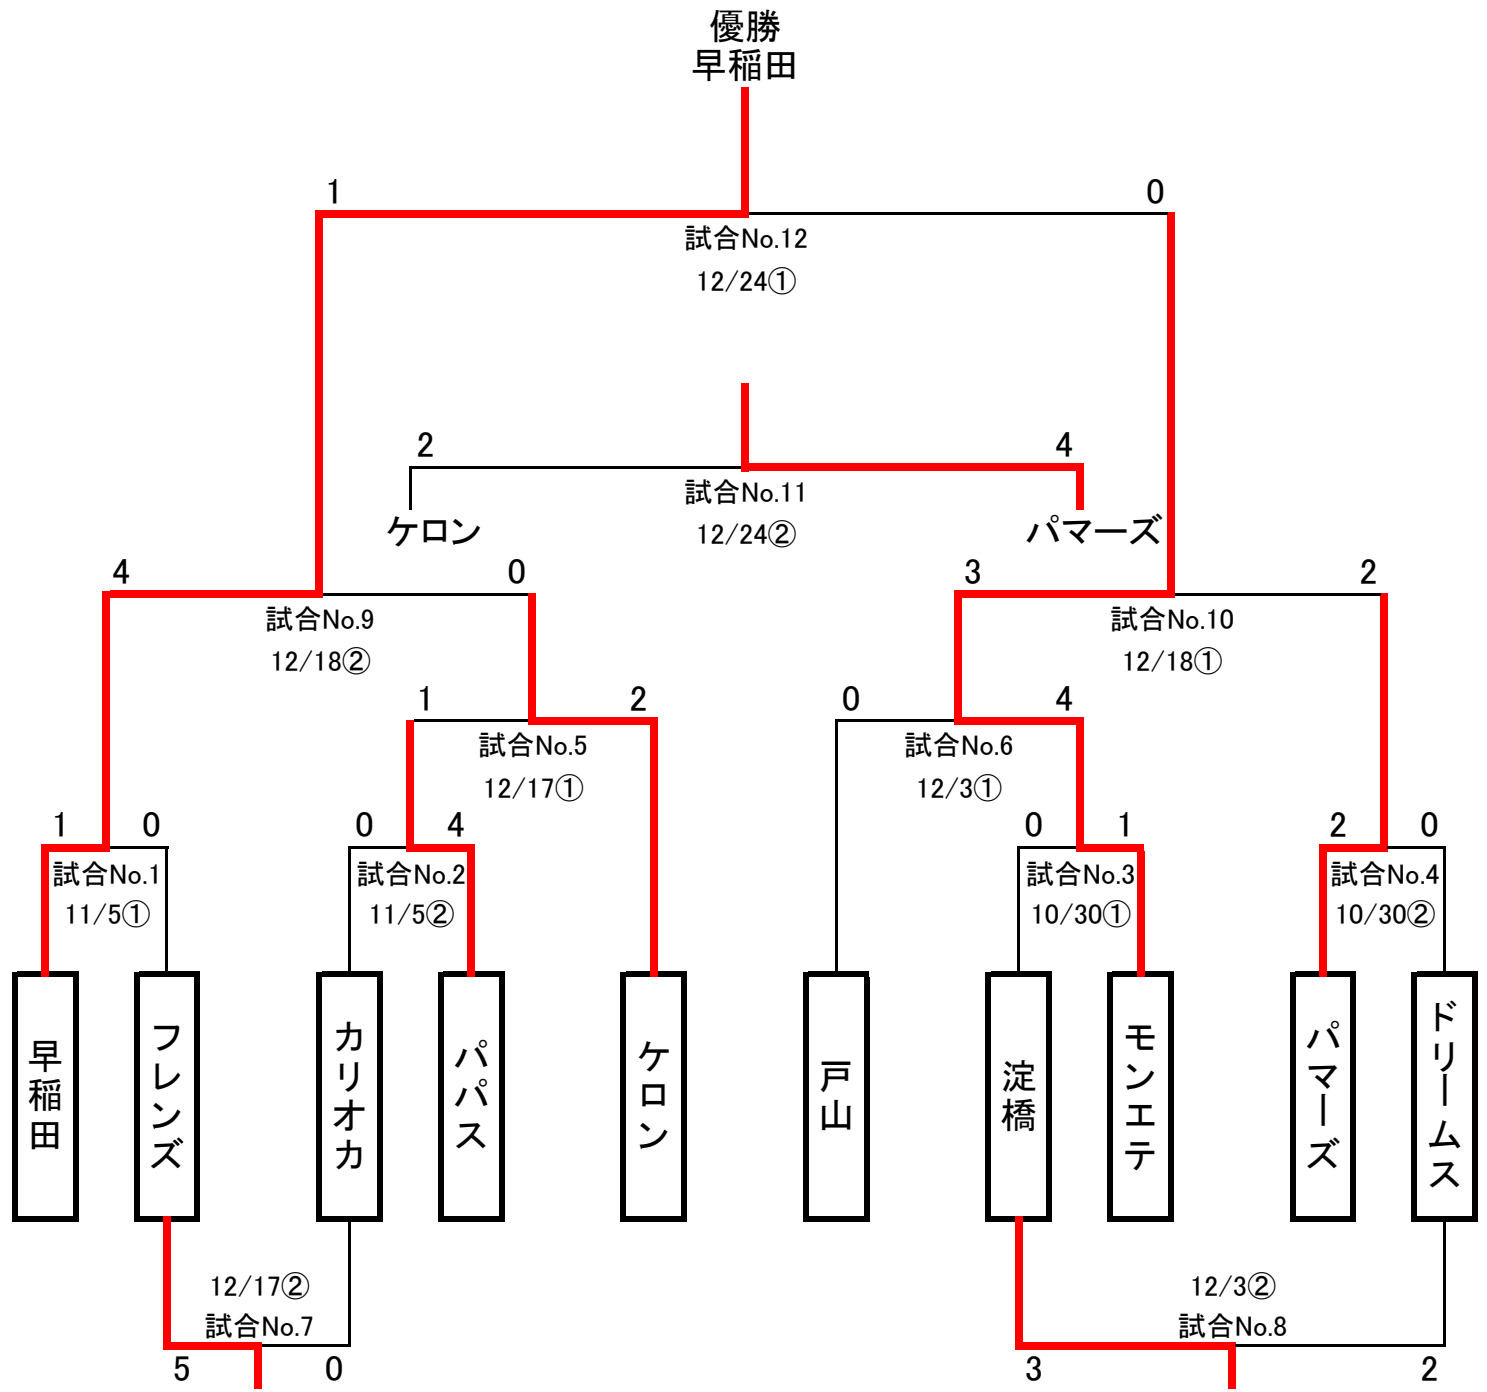 優勝
早稲田
1 0
試合No.12
12/24①
2 4
試合No.11
12/24②
ケロン パマーズ
4 0 3 2
試合No.9 試合No.10
12/18② 12/18①
1 2 0 4
試合No.5 試合No.6
12/17① 12/3①
1 0 0 4 0 1 2 0
試合No.1 試合No.2 試合No.3 試合No.4
11/5① 11/5② 10/30① 10/30②
早稲田
フレンズ
カリオカ
パパス
ケロン
戸山
淀橋
モンエテ
パマーズ
ドリームス
12/17② 12/3②
試合No.7 試合No.8
5 0 3 2